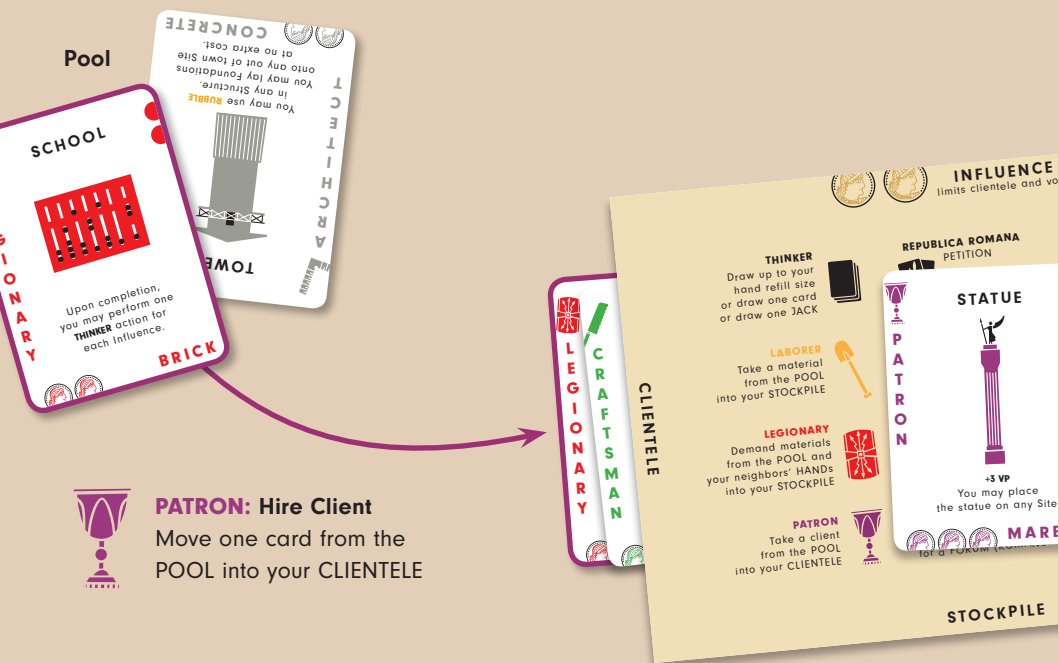 Pool
CONCRETE
You may use RUBBLE
in any Structure.
You may lay Foundations
onto any out of town Site
at no extra cost.
ARCHITECT
SCHOOL
Upon completion,
you may perform one
THINKER action for
each Influence.
BRICK
PATRON: Hire Client
Move one card from the
POOL into your CLIENTELE
LEGIONARY
CRAFTSMAN
CLIENTELE
INFLUENCE
limits clientele and
THINKER
Draw up to your
hand refill size
or draw one card
or draw one JACK
LABORER
Take a material
from the POOL
into your STOCKPILE
LEGIONARY
Demand materials
from the POOL and
your neighbors' HANDs
into your STOCKPILE
PATRON
Take a client
from the POOL
into your CLIENTELE
REPUBLICA ROMANA
PETITION
PATRON
STATUE
+3 VP
You may place
the statue on any Site
for a FORUM
STOCKPILE